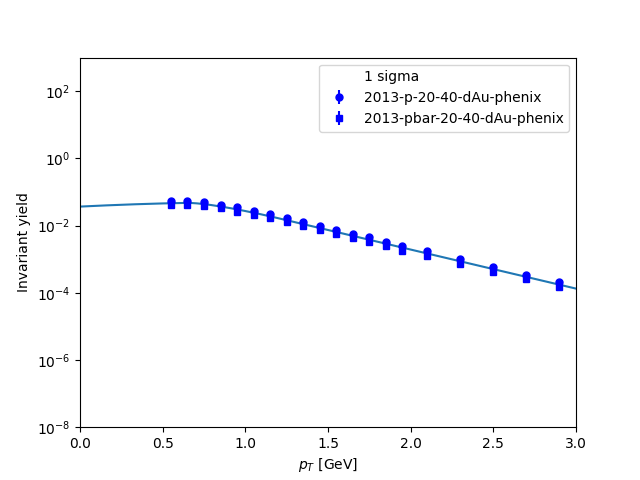 1 sigma
2013-p-20-40-dAu-phenix
2013-pbar-20-40-dAu-phenix
Invariant yield
10^2
10^0
10^−2
10^−4
10^−6
10^−8
0.0 0.5 1.0 1.5 2.0 2.5 3.0
p_T [GeV]